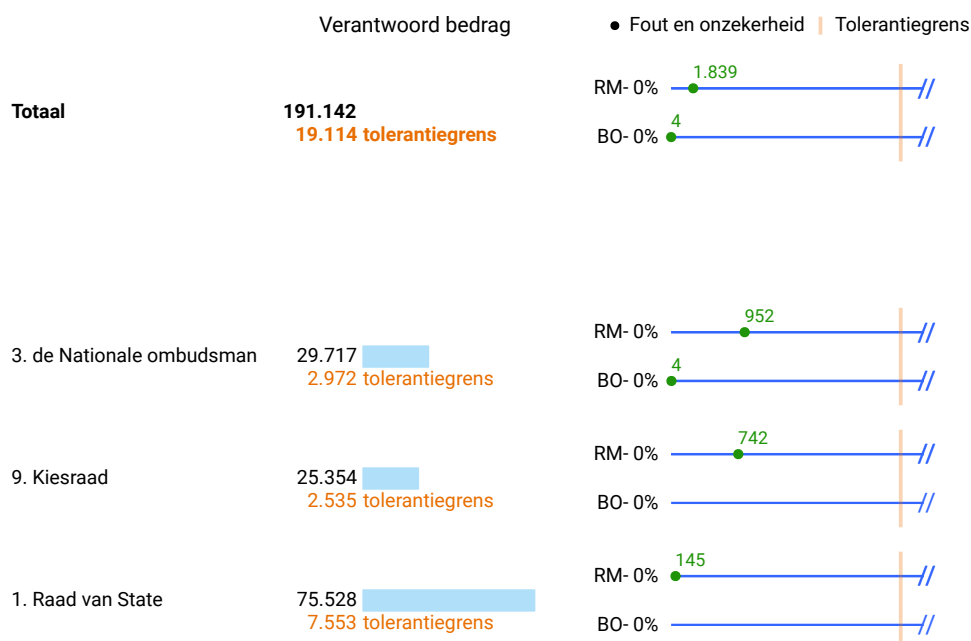 Verantwoord bedrag
Fout en onzekerheid
Tolerantiegrens
Totaal
191.142
19.114 tolerantiegrens
RM- 0%
1.839
BO- 0%
4
3. de Nationale ombudsman
29.717
2.972 tolerantiegrens
RM- 0%
952
BO- 0%
4
9. Kiesraad
25.354
2.535 tolerantiegrens
RM- 0%
742
BO- 0%
1. Raad van State
75.528
7.553 tolerantiegrens
RM- 0%
145
BO- 0%